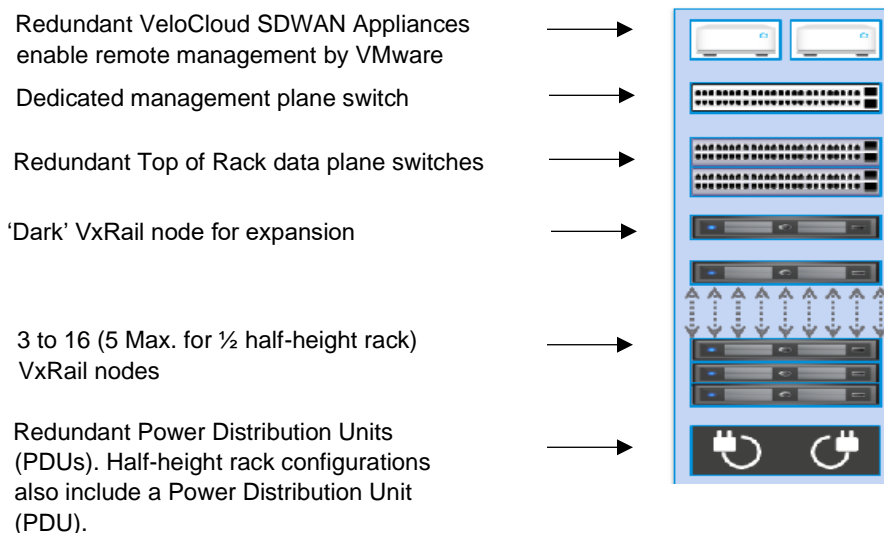 Redundant VeloCloud SDWAN Appliances
enable remote management by VMware
Dedicated management plane switch
Redundant Top of Rack data plane switches
‘Dark’ VxRail node for expansion
3 to 16 (5 Max. for ½ half-height rack)
VxRail nodes
Redundant Power Distribution Units
(PDUs). Half-height rack configurations
also include a Power Distribution Unit
(PDU).